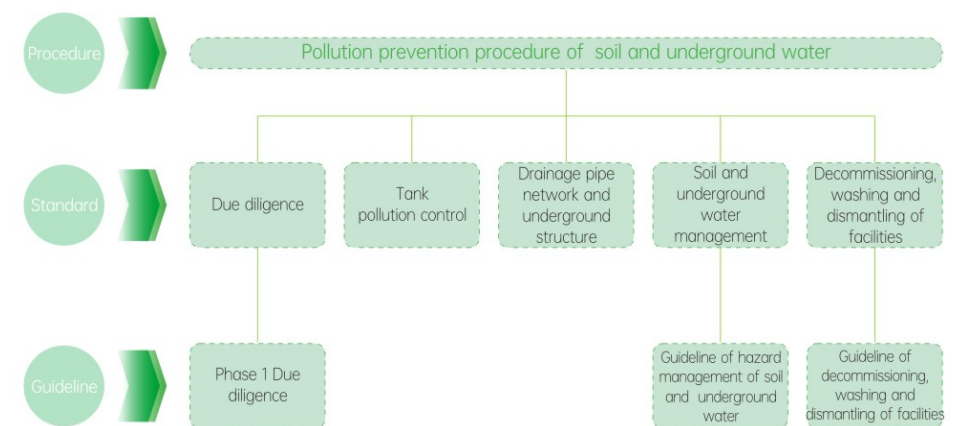 Procedure
Pollution prevention procedure of soil and underground water
Standard
Due diligence
Tank
pollution control
Drainage pipe
network and
underground
structure
Soil and
underground
water
management
Decommissioning,
washing and
dismantling of
facilities
Guideline
Phase 1 Due
diligence
Guideline of hazard
management of soil
and underground
water
Guideline of
decommissioning,
washing and
dismantling of facilities